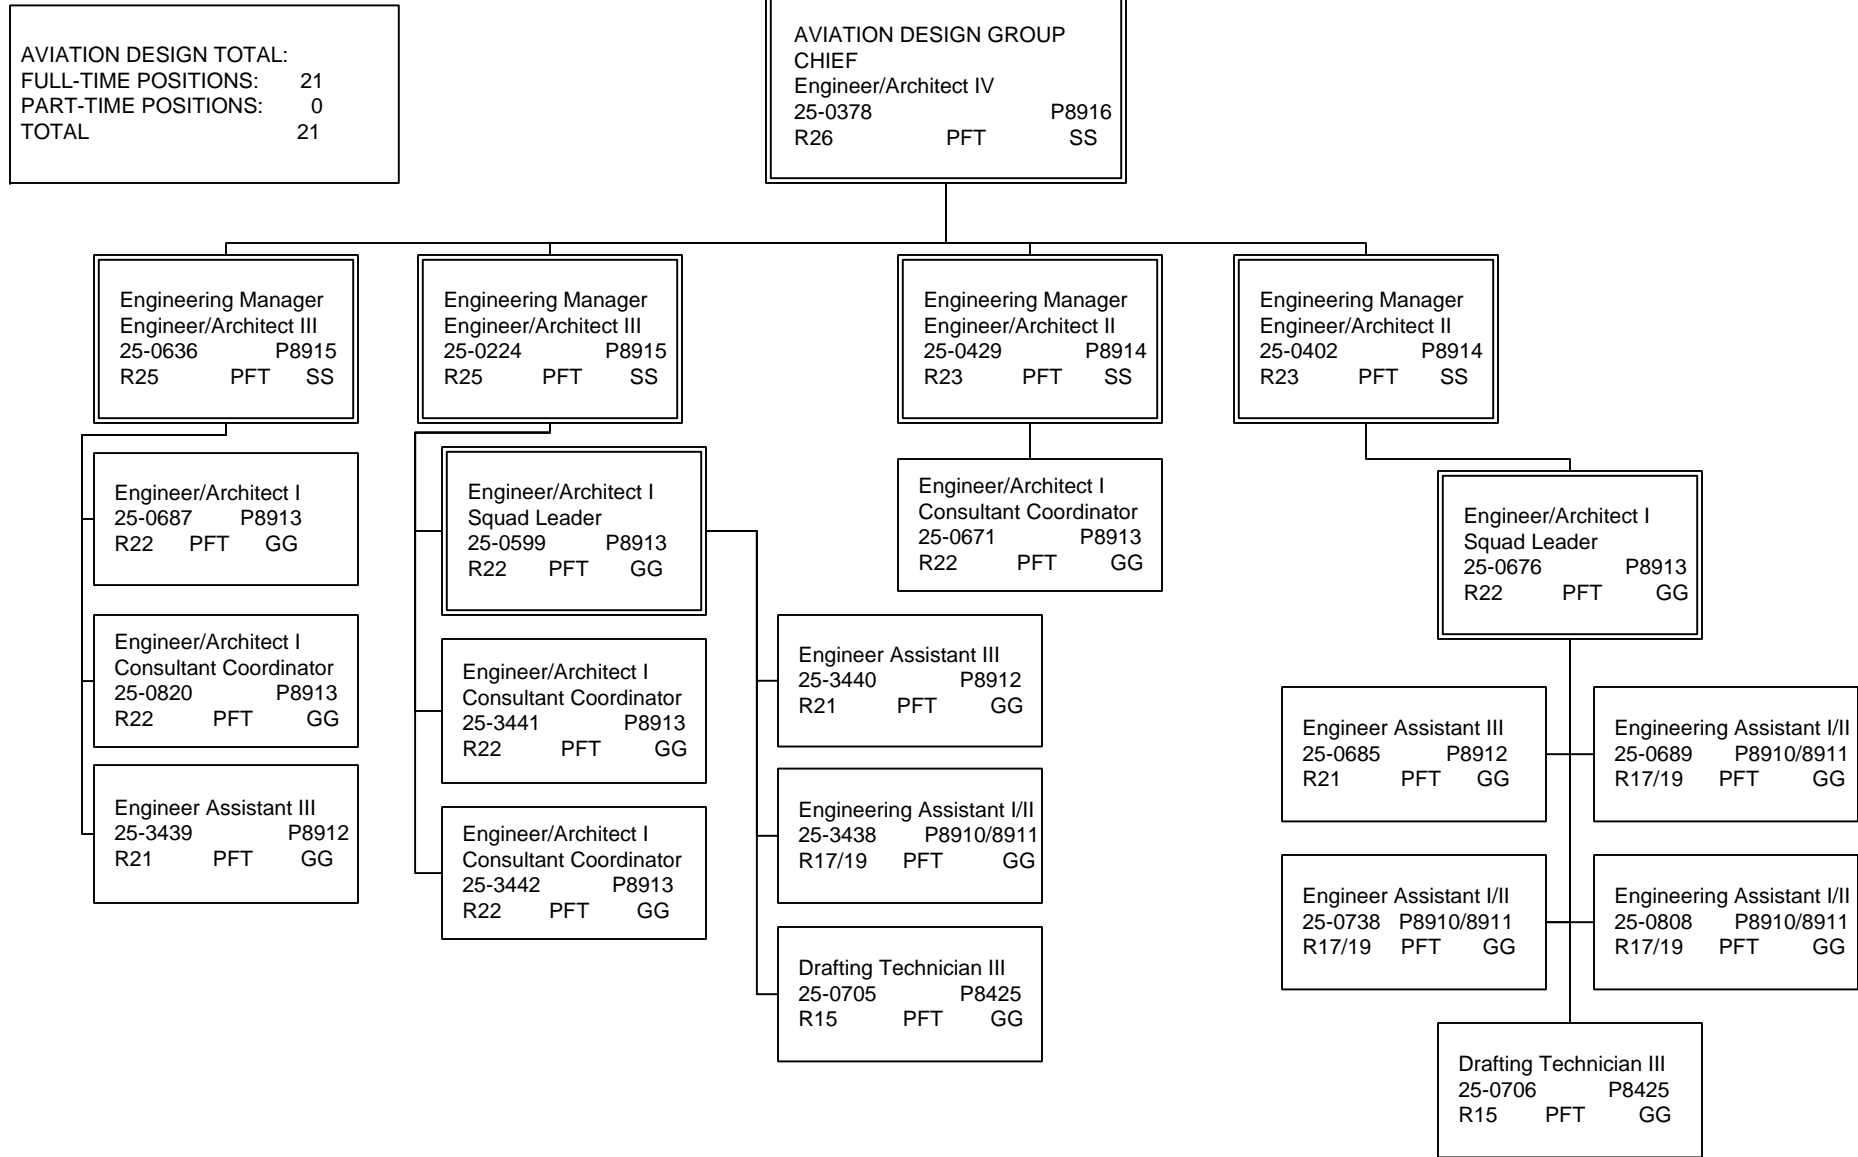 AVIATION DESIGN TOTAL:
FULL-TIME POSITIONS: 21
PART-TIME POSITIONS: 0
TOTAL 21
AVIATION DESIGN GROUP
CHIEF
Engineer/Architect IV
25-0378 P8916
R26 PFT SS
Engineering Manager
Engineer/Architect III
25-0636 P8915
R25 PFT SS
Engineering Manager
Engineer/Architect III
25-0224 P8915
R25 PFT SS
Engineering Manager
Engineer/Architect II
25-0429 P8914
R23 PFT SS
Engineering Manager
Engineer/Architect II
25-0402 P8914
R23 PFT SS
Engineer/Architect I
25-0687 P8913
R22 PFT GG
Engineer/Architect I
Consultant Coordinator
25-0820 P8913
R22 PFT GG
Engineer Assistant III
25-3439 P8912
R21 PFT GG
Engineer/Architect I
Squad Leader
25-0599 P8913
R22 PFT GG
Engineer/Architect I
Consultant Coordinator
25-3441 P8913
R22 PFT GG
Engineer/Architect I
Consultant Coordinator
25-3442 P8913
R22 PFT GG
Engineer Assistant III
25-3440 P8912
R21 PFT GG
Engineering Assistant I/II
25-3438 P8910/8911
R17/19 PFT GG
Drafting Technician III
25-0705 P8425
R15 PFT GG
Engineer/Architect I
Consultant Coordinator
25-0671 P8913
R22 PFT GG
Engineer/Architect I
Squad Leader
25-0676 P8913
R22 PFT GG
Engineer Assistant III
25-0685 P8912
R21 PFT GG
Engineering Assistant I/II
25-0689 P8910/8911
R17/19 PFT GG
Engineer Assistant I/II
25-0738 P8910/8911
R17/19 PFT GG
Engineering Assistant I/II
25-0808 P8910/8911
R17/19 PFT GG
Drafting Technician III
25-0706 P8425
R15 PFT GG